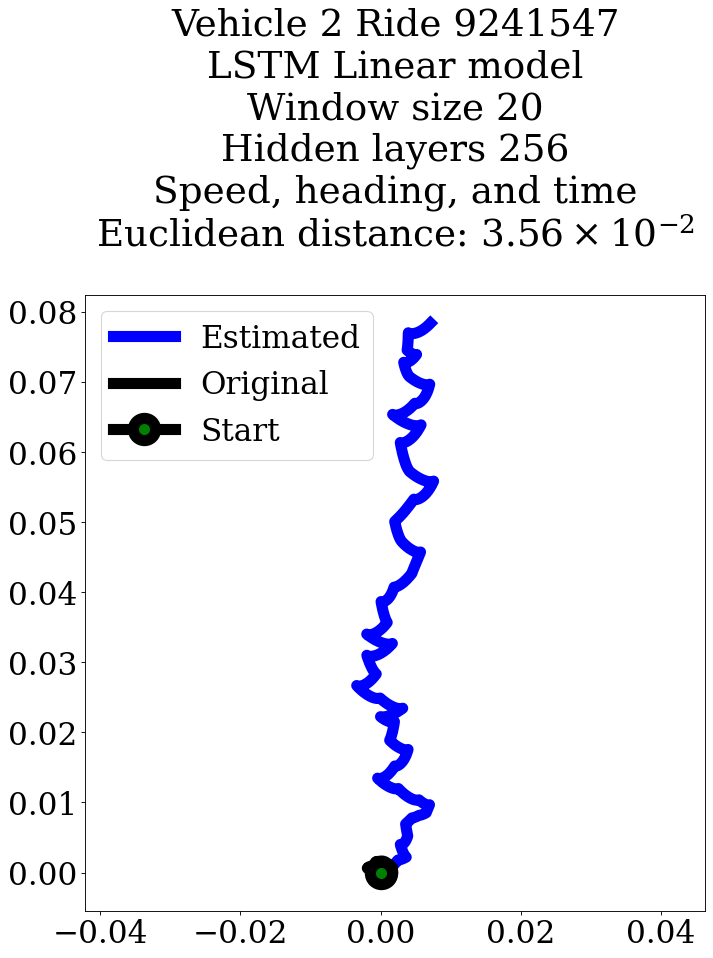 Vehicle 2 Ride 9241547
LSTM Linear model
Window size 20
Hidden layers 256
Speed, heading, and time
Euclidean distance: 3.56 × 10⁻²
Estimated
Original
Start
0.08
0.07
0.06
0.05
0.04
0.03
0.02
0.01
0.00
−0.04 −0.02 0.00 0.02 0.04